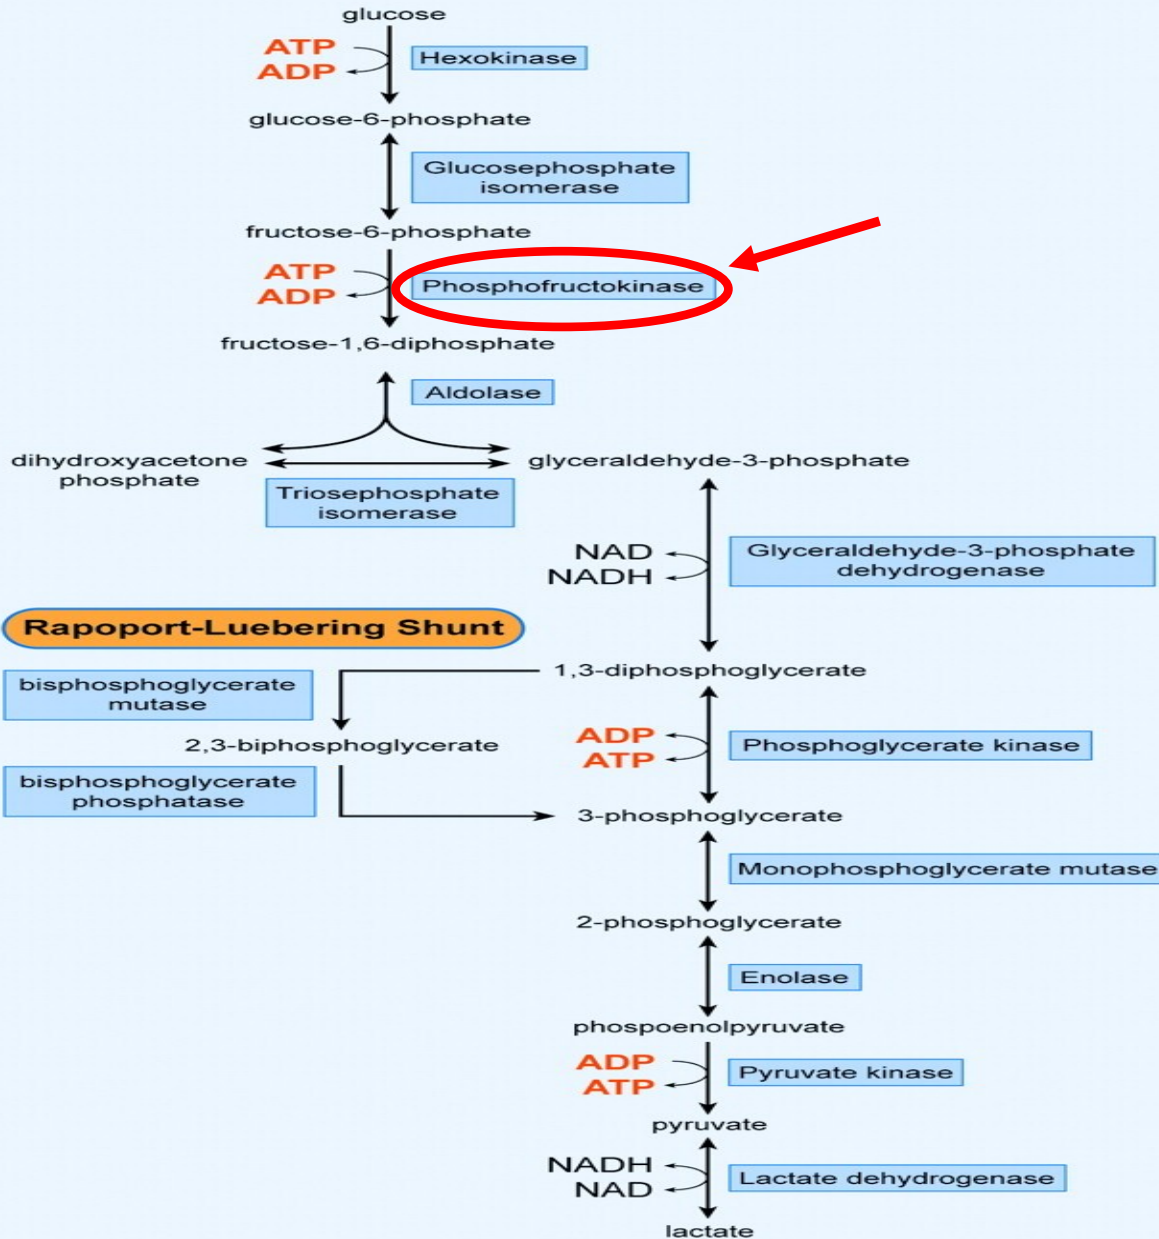 glucose
ATP
ADP
Hexokinase
glucose-6-phosphate
Glucosephosphate
isomerase
fructose-6-phosphate
ATP
ADP
Phosphofructokinase
fructose-1,6-diphosphate
Aldolase
dihydroxyacetone
phosphate
glyceraldehyde-3-phosphate
Triosephosphate
isomerase
NAD
NADH
Glyceraldehyde-3-phosphate
dehydrogenase
Rapoport-Luebering Shunt
1,3-diphosphoglycerate
bisphosphoglycerate
mutase
2,3-biphosphoglycerate
ADP
ATP
Phosphoglycerate kinase
bisphosphoglycerate
phosphatase
3-phosphoglycerate
Monophosphoglycerate mutase
2-phosphoglycerate
Enolase
phospoenolpyruvate
ADP
ATP
Pyruvate kinase
pyruvate
NADH
NAD
Lactate dehydrogenase
lactate